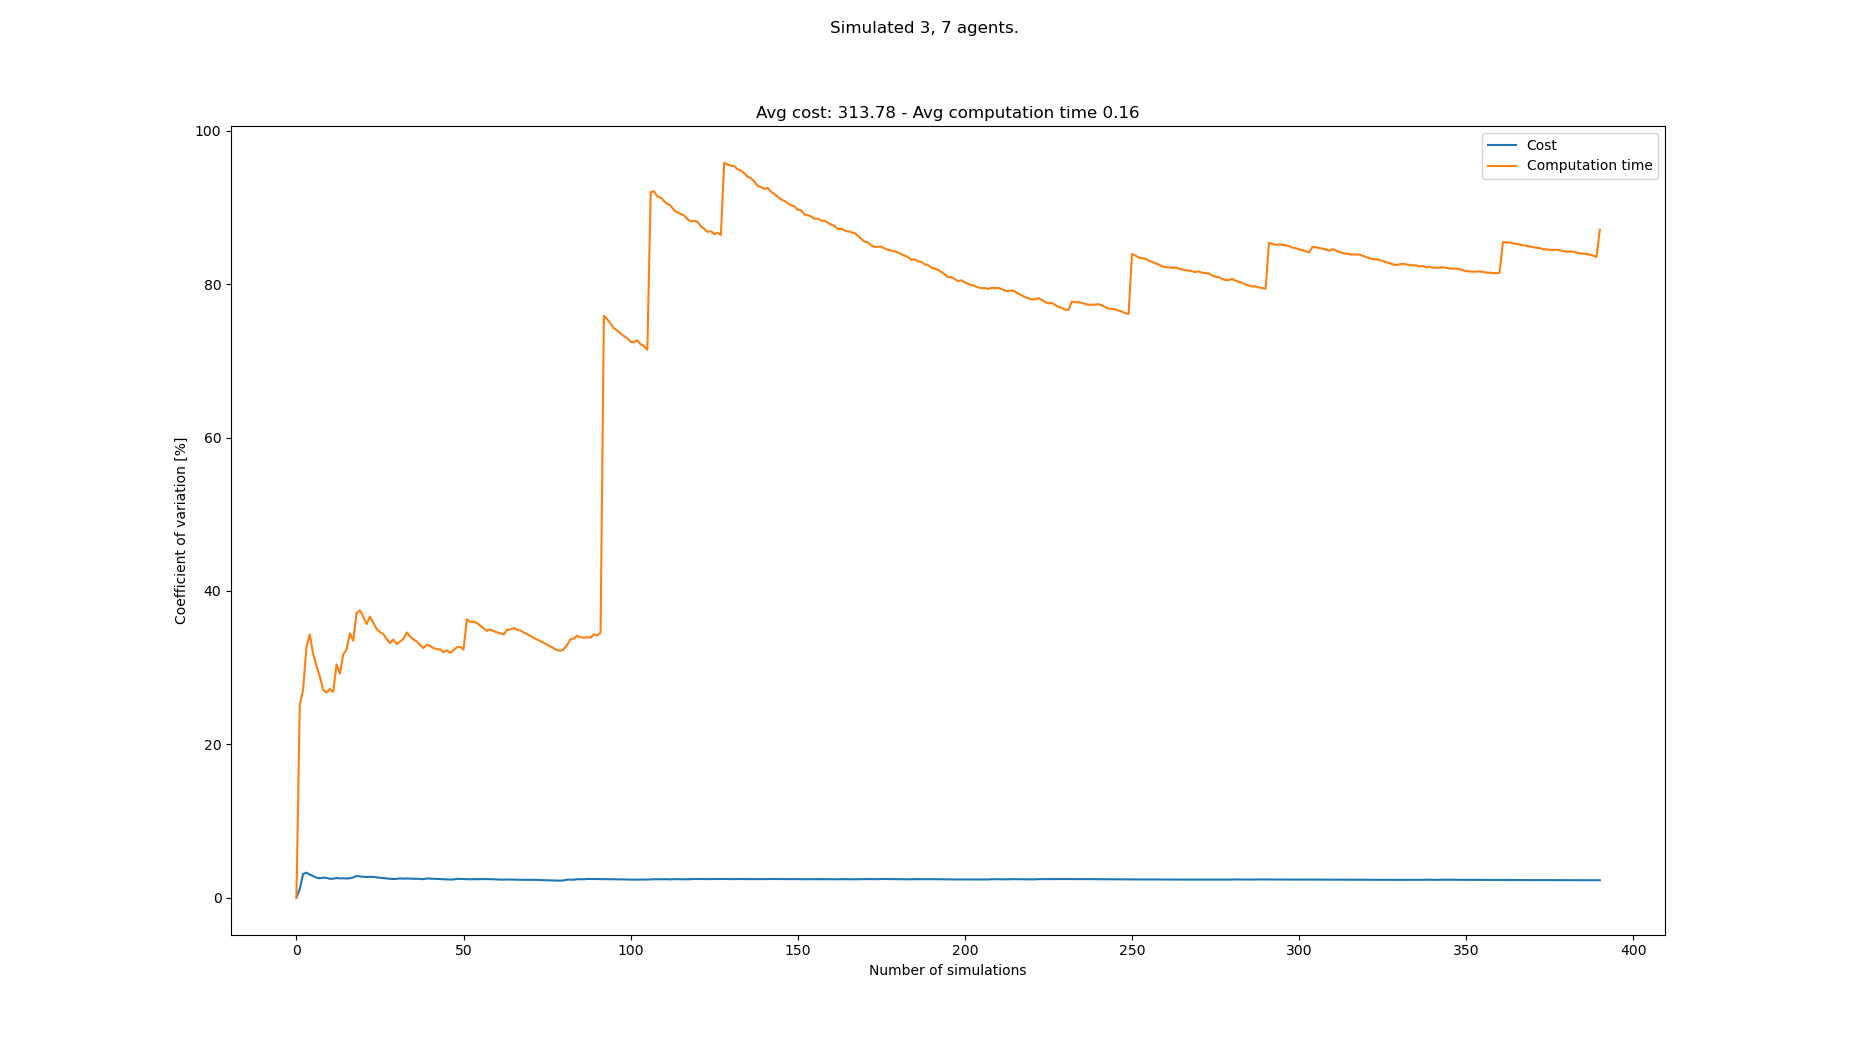 Simulated 3, 7 agents.
Avg cost: 313.78 - Avg computation time 0.16
Cost
Computation time
Coefficient of variation [%]
100
80
60
40
20
0
0 50 100 150 200 250 300 350 400
Number of simulations